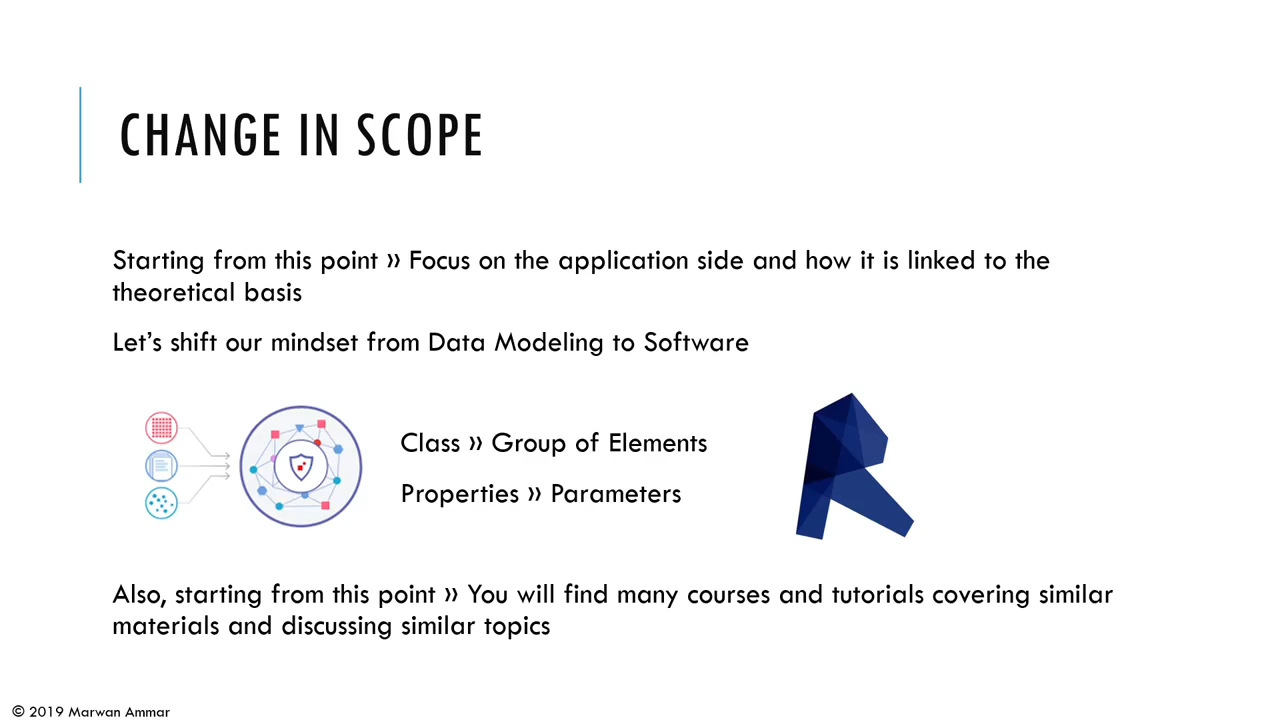 CHANGE IN SCOPE
Starting from this point » Focus on the application side and how it is linked to the
theoretical basis
Let’s shift our mindset from Data Modeling to Software
Class » Group of Elements
Properties » Parameters
Also, starting from this point » You will find many courses and tutorials covering similar
materials and discussing similar topics
© 2019 Marwan Ammar